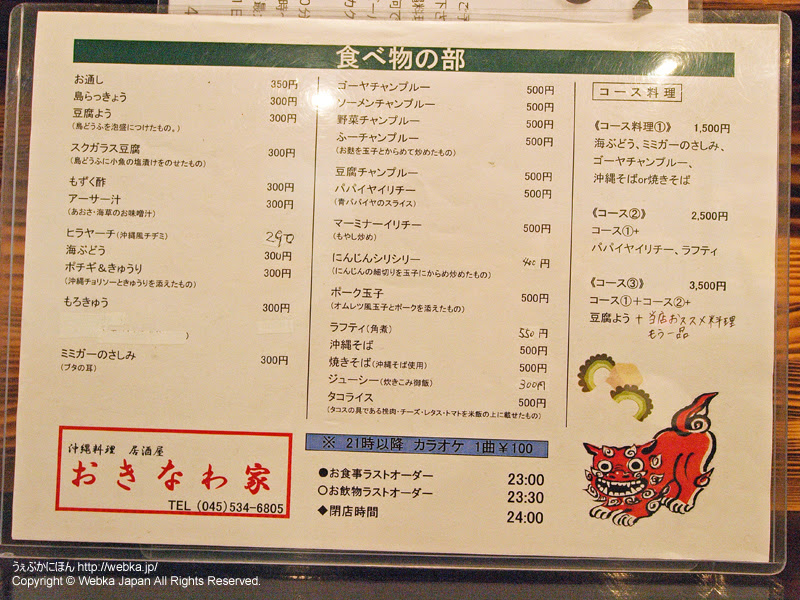 食べ物の部
お通し 350円
島らっきょう 300円
豆腐よう 300円
(島どうふを泡盛につけたもの。)
スクガラス豆腐 300円
(島どうふに小魚の塩漬けをのせたもの)
もずく酢 300円
アーサー汁 300円
(あおさ・海草のお味噌汁)
ヒラヤーチ(沖縄風チヂミ) 290
海ぶどう 300円
ポチギ&きゅうり 300円
(沖縄チョリソーときゅうりを添えたもの)
もろきゅう 300円
)
ミミガーのさしみ 300円
(ブタの耳)
ゴーヤチャンプルー 500円
ソーメンチャンプルー 500円
野菜チャンプルー 500円
ふーチャンプルー 500円
(お麩を玉子とからめて炒めたもの)
豆腐チャンプルー 500円
パパイヤイリチー 500円
(青パパイヤのスライス)
マーミナーイリチー 500円
(もやし炒め)
にんじんシリシリー 400円
(にんじんの細切りを玉子にからめ炒めたもの)
ポーク玉子 500円
(オムレツ風玉子とポークを添えたもの)
ラフティ(角煮) 550円
沖縄そば 500円
焼きそば(沖縄そば使用) 500円
ジューシー(炊きこみ御飯) 300円
タコライス 500円
(タコスの具である挽肉・チーズ・レタス・トマトを米飯の上に載せたもの)
コース料理
《コース料理①》 1,500円
海ぶどう、ミミガーのさしみ、
ゴーヤチャンプルー、
沖縄そばor焼きそば
《コース②》 2,500円
コース①+
パパイヤイリチー、ラフティ
《コース③》 3,500円
コース①+コース②+
豆腐よう + 当店おススメ料理
もう一品
沖縄料理 居酒屋
おきなわ家
TEL (045)534-6805
※ 21時以降 カラオケ 1曲¥100
●お食事ラストオーダー 23:00
○お飲物ラストオーダー 23:30
◆閉店時間 24:00
うぇぶかにほん http://webka.jp/
Copyright © Webka Japan All Rights Reserved.